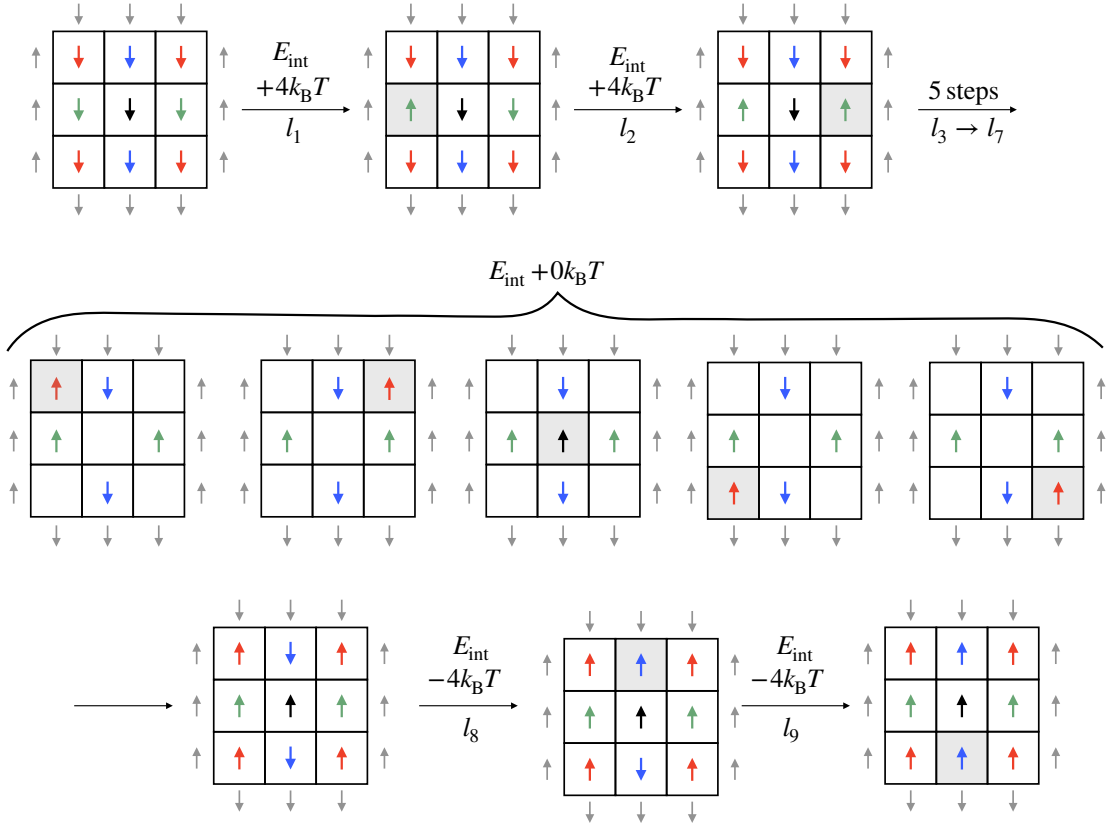 E_int
+4k_BT
l_1
E_int
+4k_BT
l_2
5 steps
l_3 → l_7
E_int +0k_BT
E_int
−4k_BT
l_8
E_int
−4k_BT
l_9